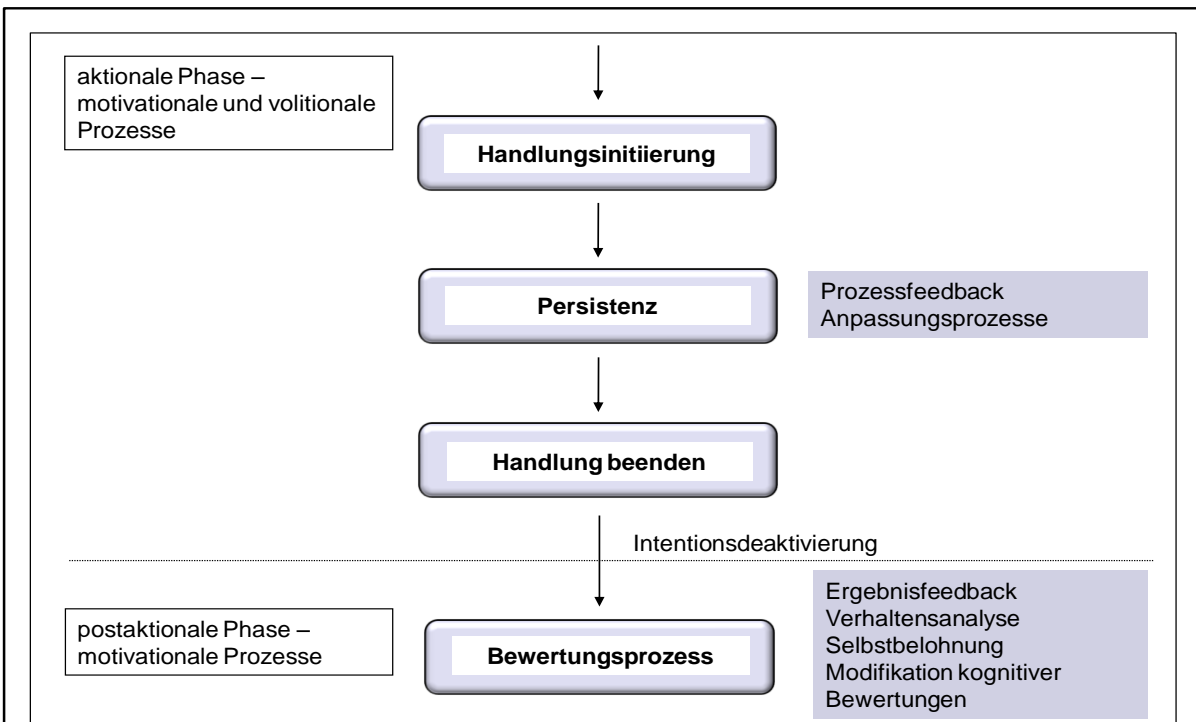 aktionale Phase –
motivationale und volitionale
Prozesse
Handlungsinitiierung
Persistenz
Prozessfeedback
Anpassungsprozesse
Handlung beenden
Intentionsdeaktivierung
postaktionale Phase –
motivationale Prozesse
Bewertungsprozess
Ergebnisfeedback
Verhaltensanalyse
Selbstbelohnung
Modifikation kognitiver
Bewertungen